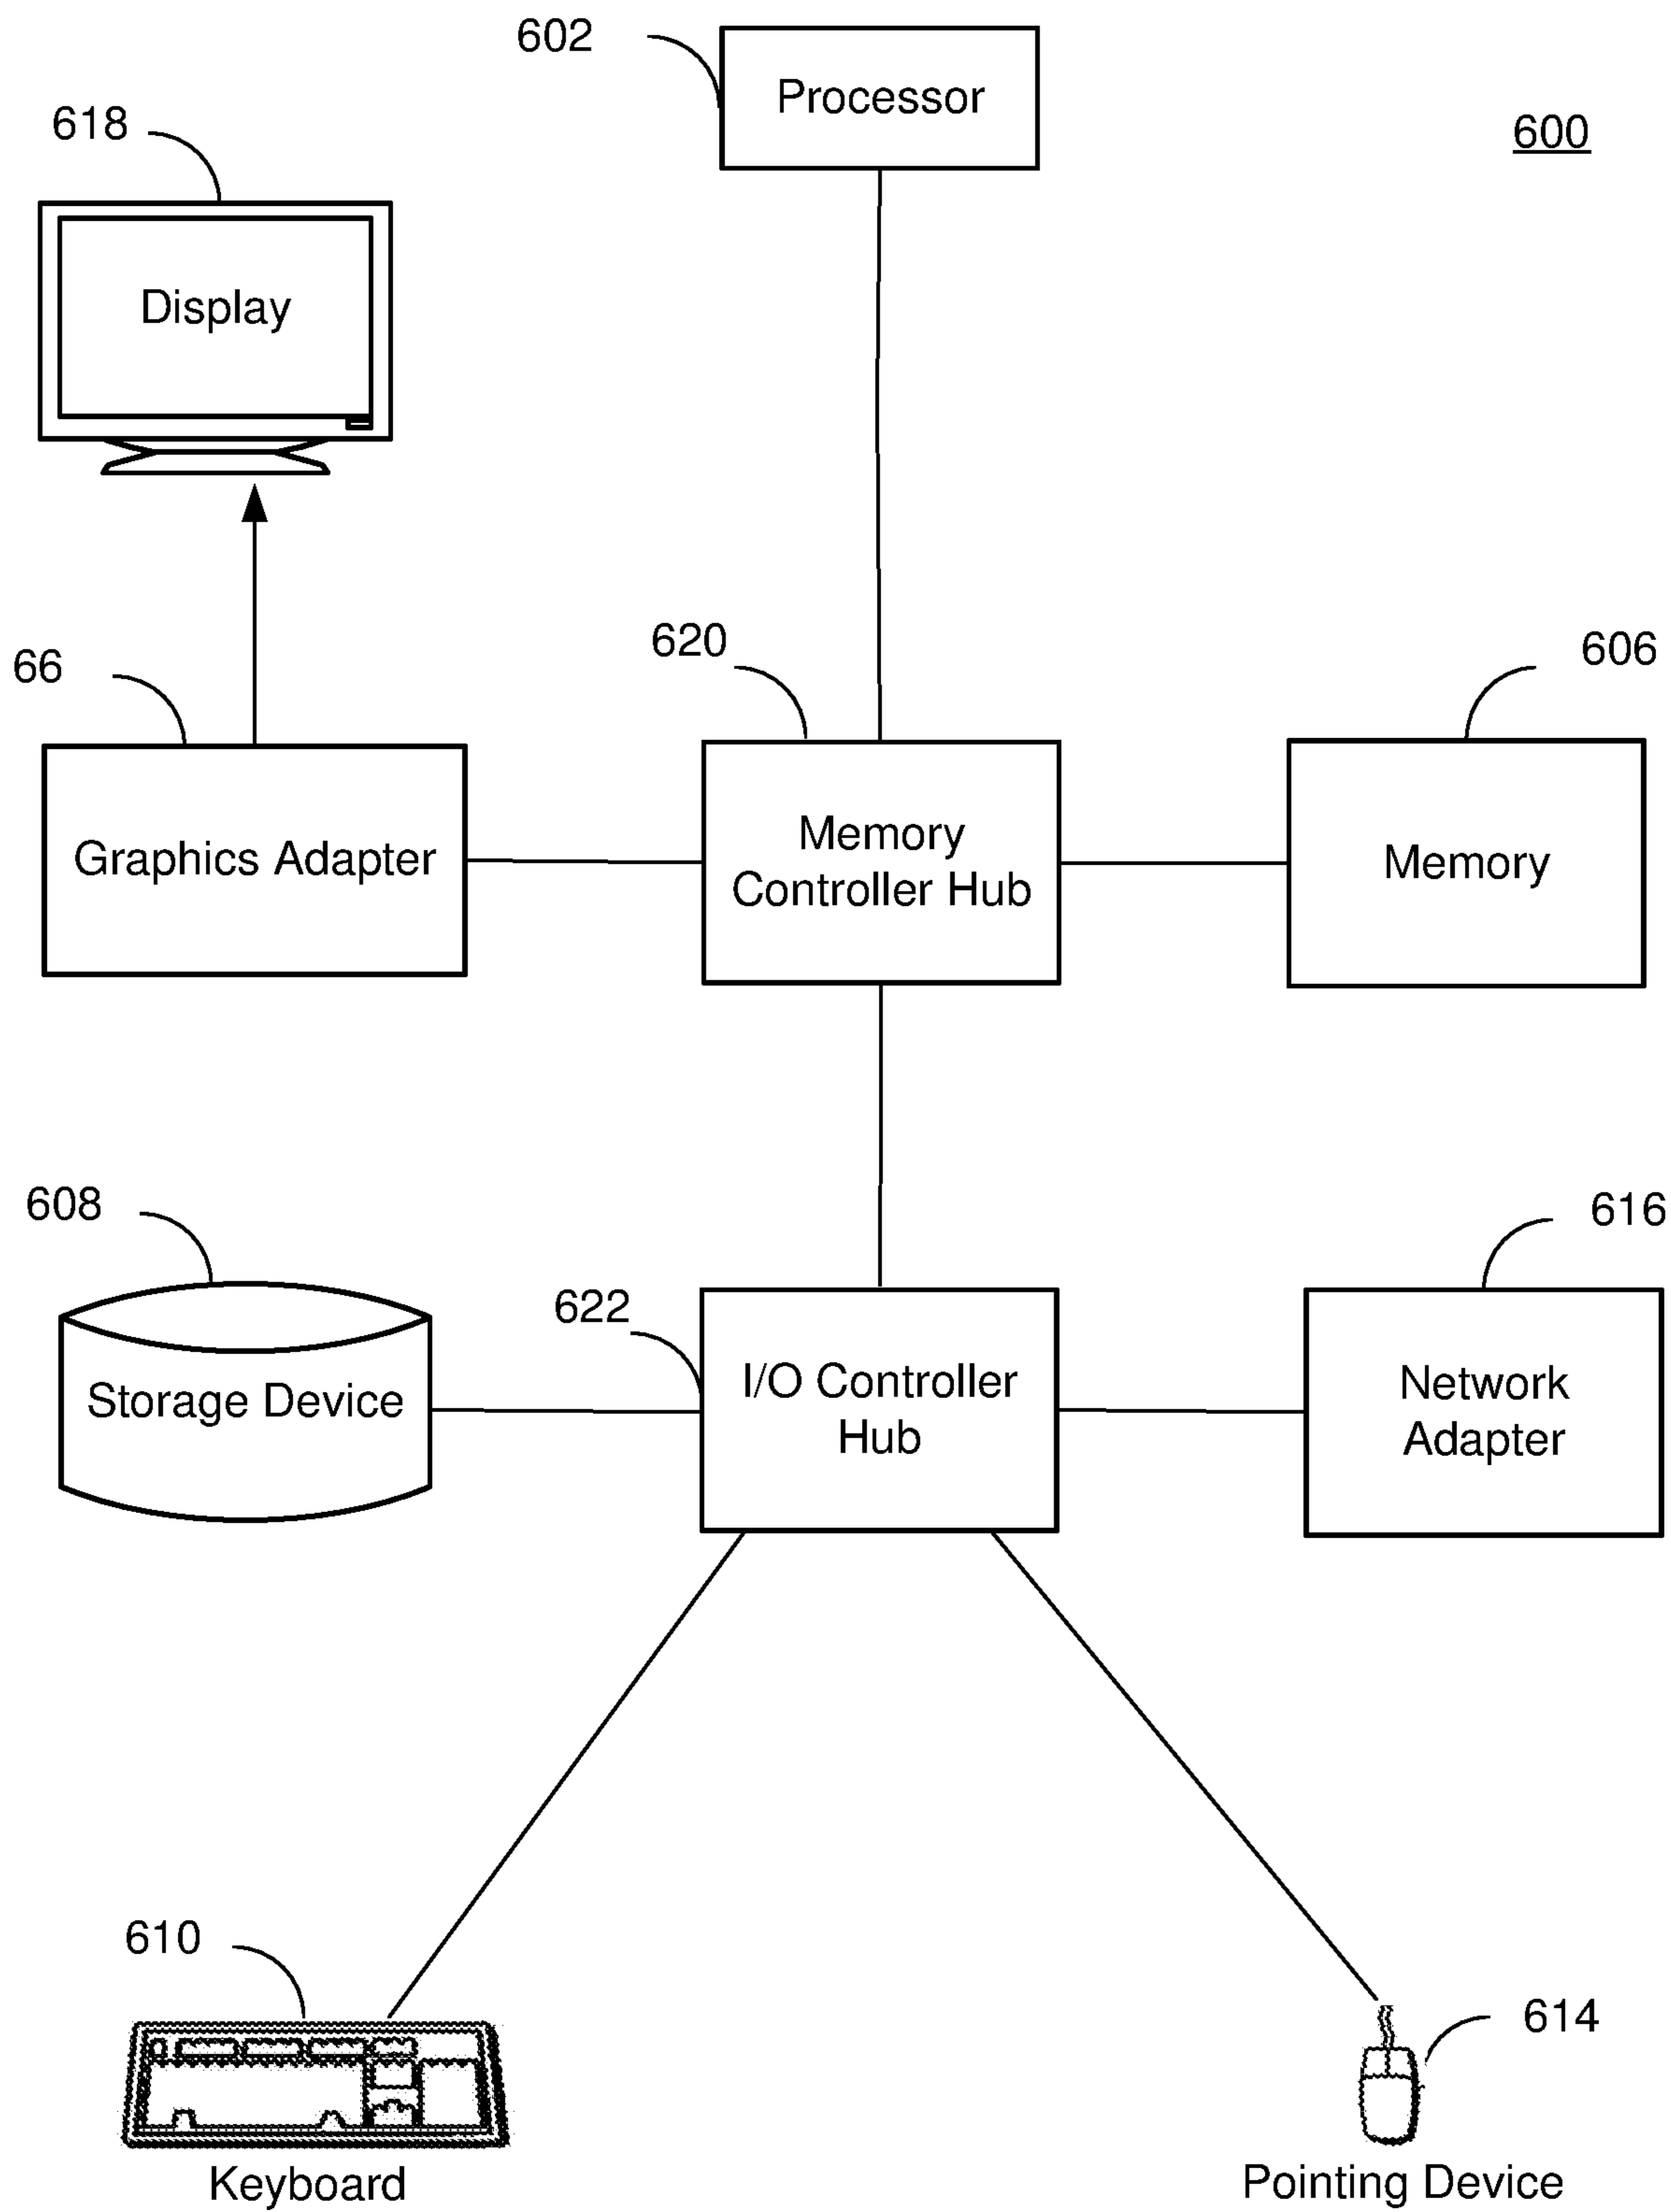 602
Processor
600
618
Display
66
620
606
Graphics Adapter
Memory
Controller Hub
Memory
608
622
616
Storage Device
I/O Controller
Hub
Network
Adapter
610
614
Keyboard
Pointing Device